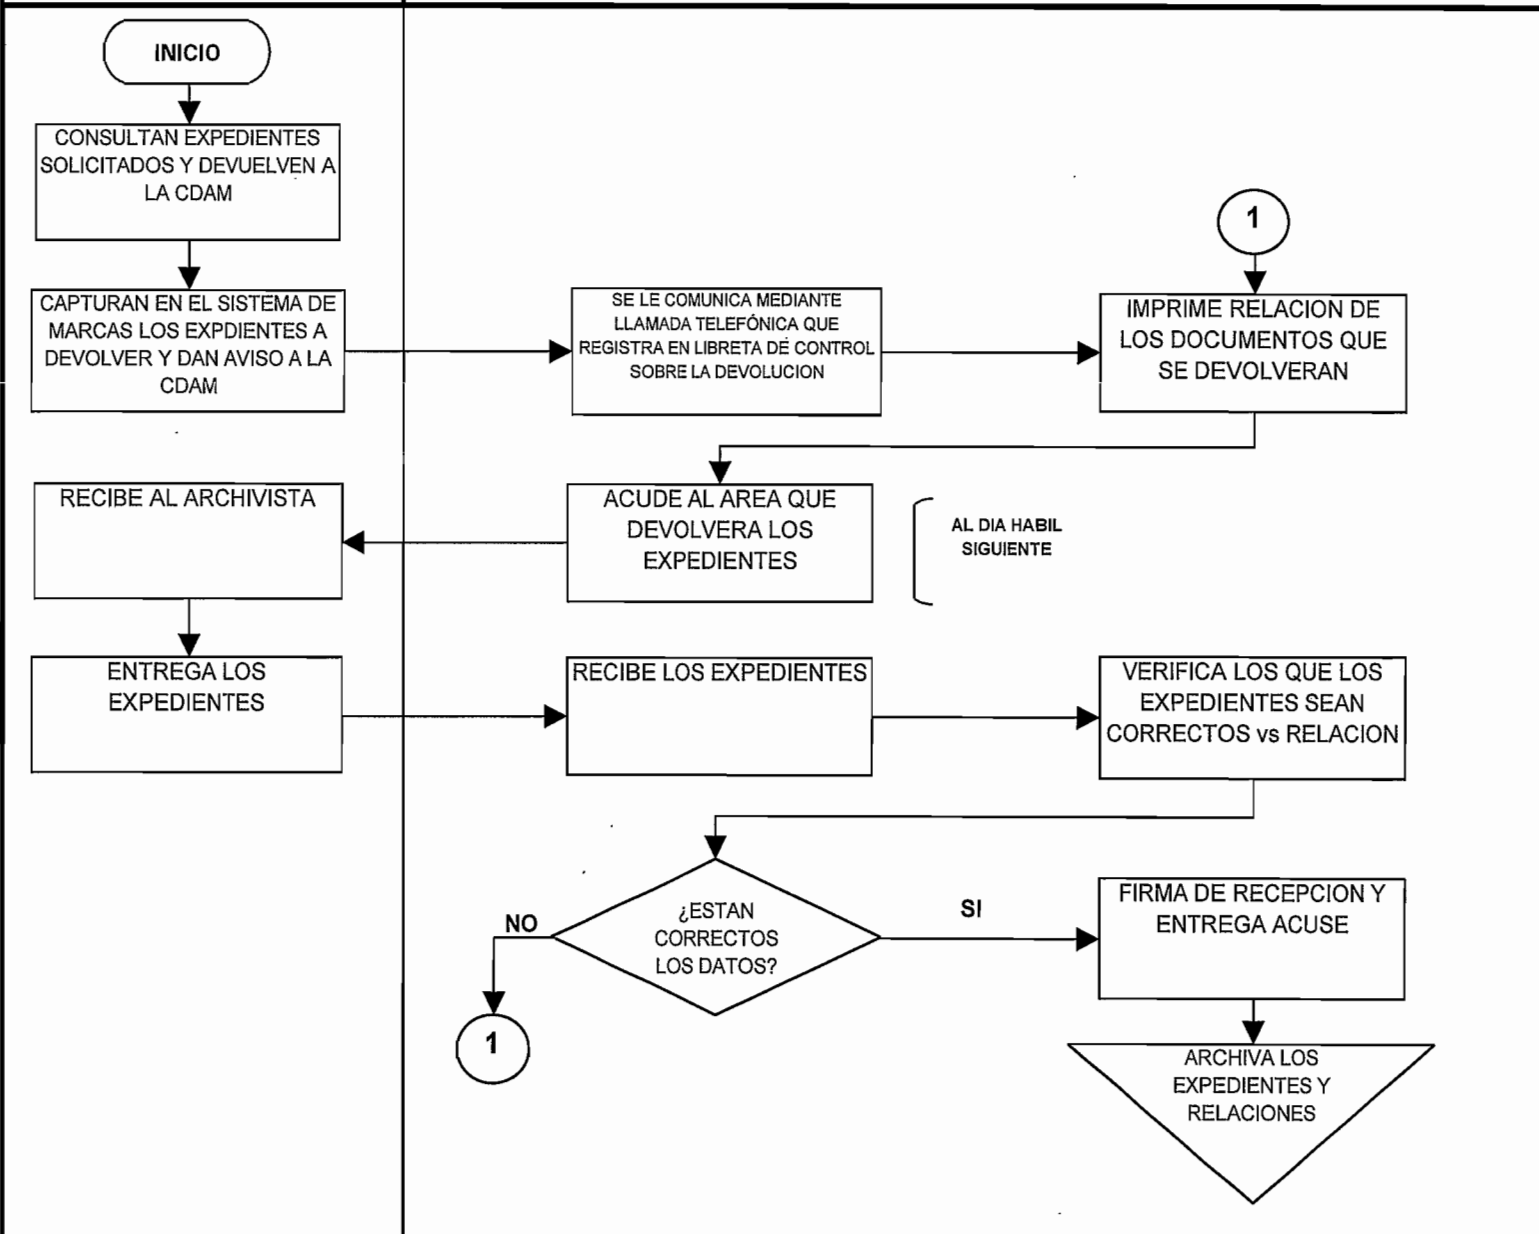 INICIO
CONSULTAN EXPEDIENTES
SOLICITADOS Y DEVUELVEN A
LA CDAM
CAPTURAN EN EL SISTEMA DE
MARCAS LOS EXPDIENTES A
DEVOLVER Y DAN AVISO A LA
CDAM
SE LE COMUNICA MEDIANTE
LLAMADA TELEFÓNICA QUE
REGISTRA EN LIBRETA DE CONTROL
SOBRE LA DEVOLUCION
1
IMPRIME RELACION DE
LOS DOCUMENTOS QUE
SE DEVOLVERAN
ACUDE AL AREA QUE
DEVOLVERA LOS
EXPEDIENTES
AL DIA HABIL
SIGUIENTE
RECIBE AL ARCHIVISTA
ENTREGA LOS
EXPEDIENTES
RECIBE LOS EXPEDIENTES
VERIFICA LOS QUE LOS
EXPEDIENTES SEAN
CORRECTOS vs RELACION
¿ESTAN
CORRECTOS
LOS DATOS?
NO
1
SI
FIRMA DE RECEPCION Y
ENTREGA ACUSE
ARCHIVA LOS
EXPEDIENTES Y
RELACIONES